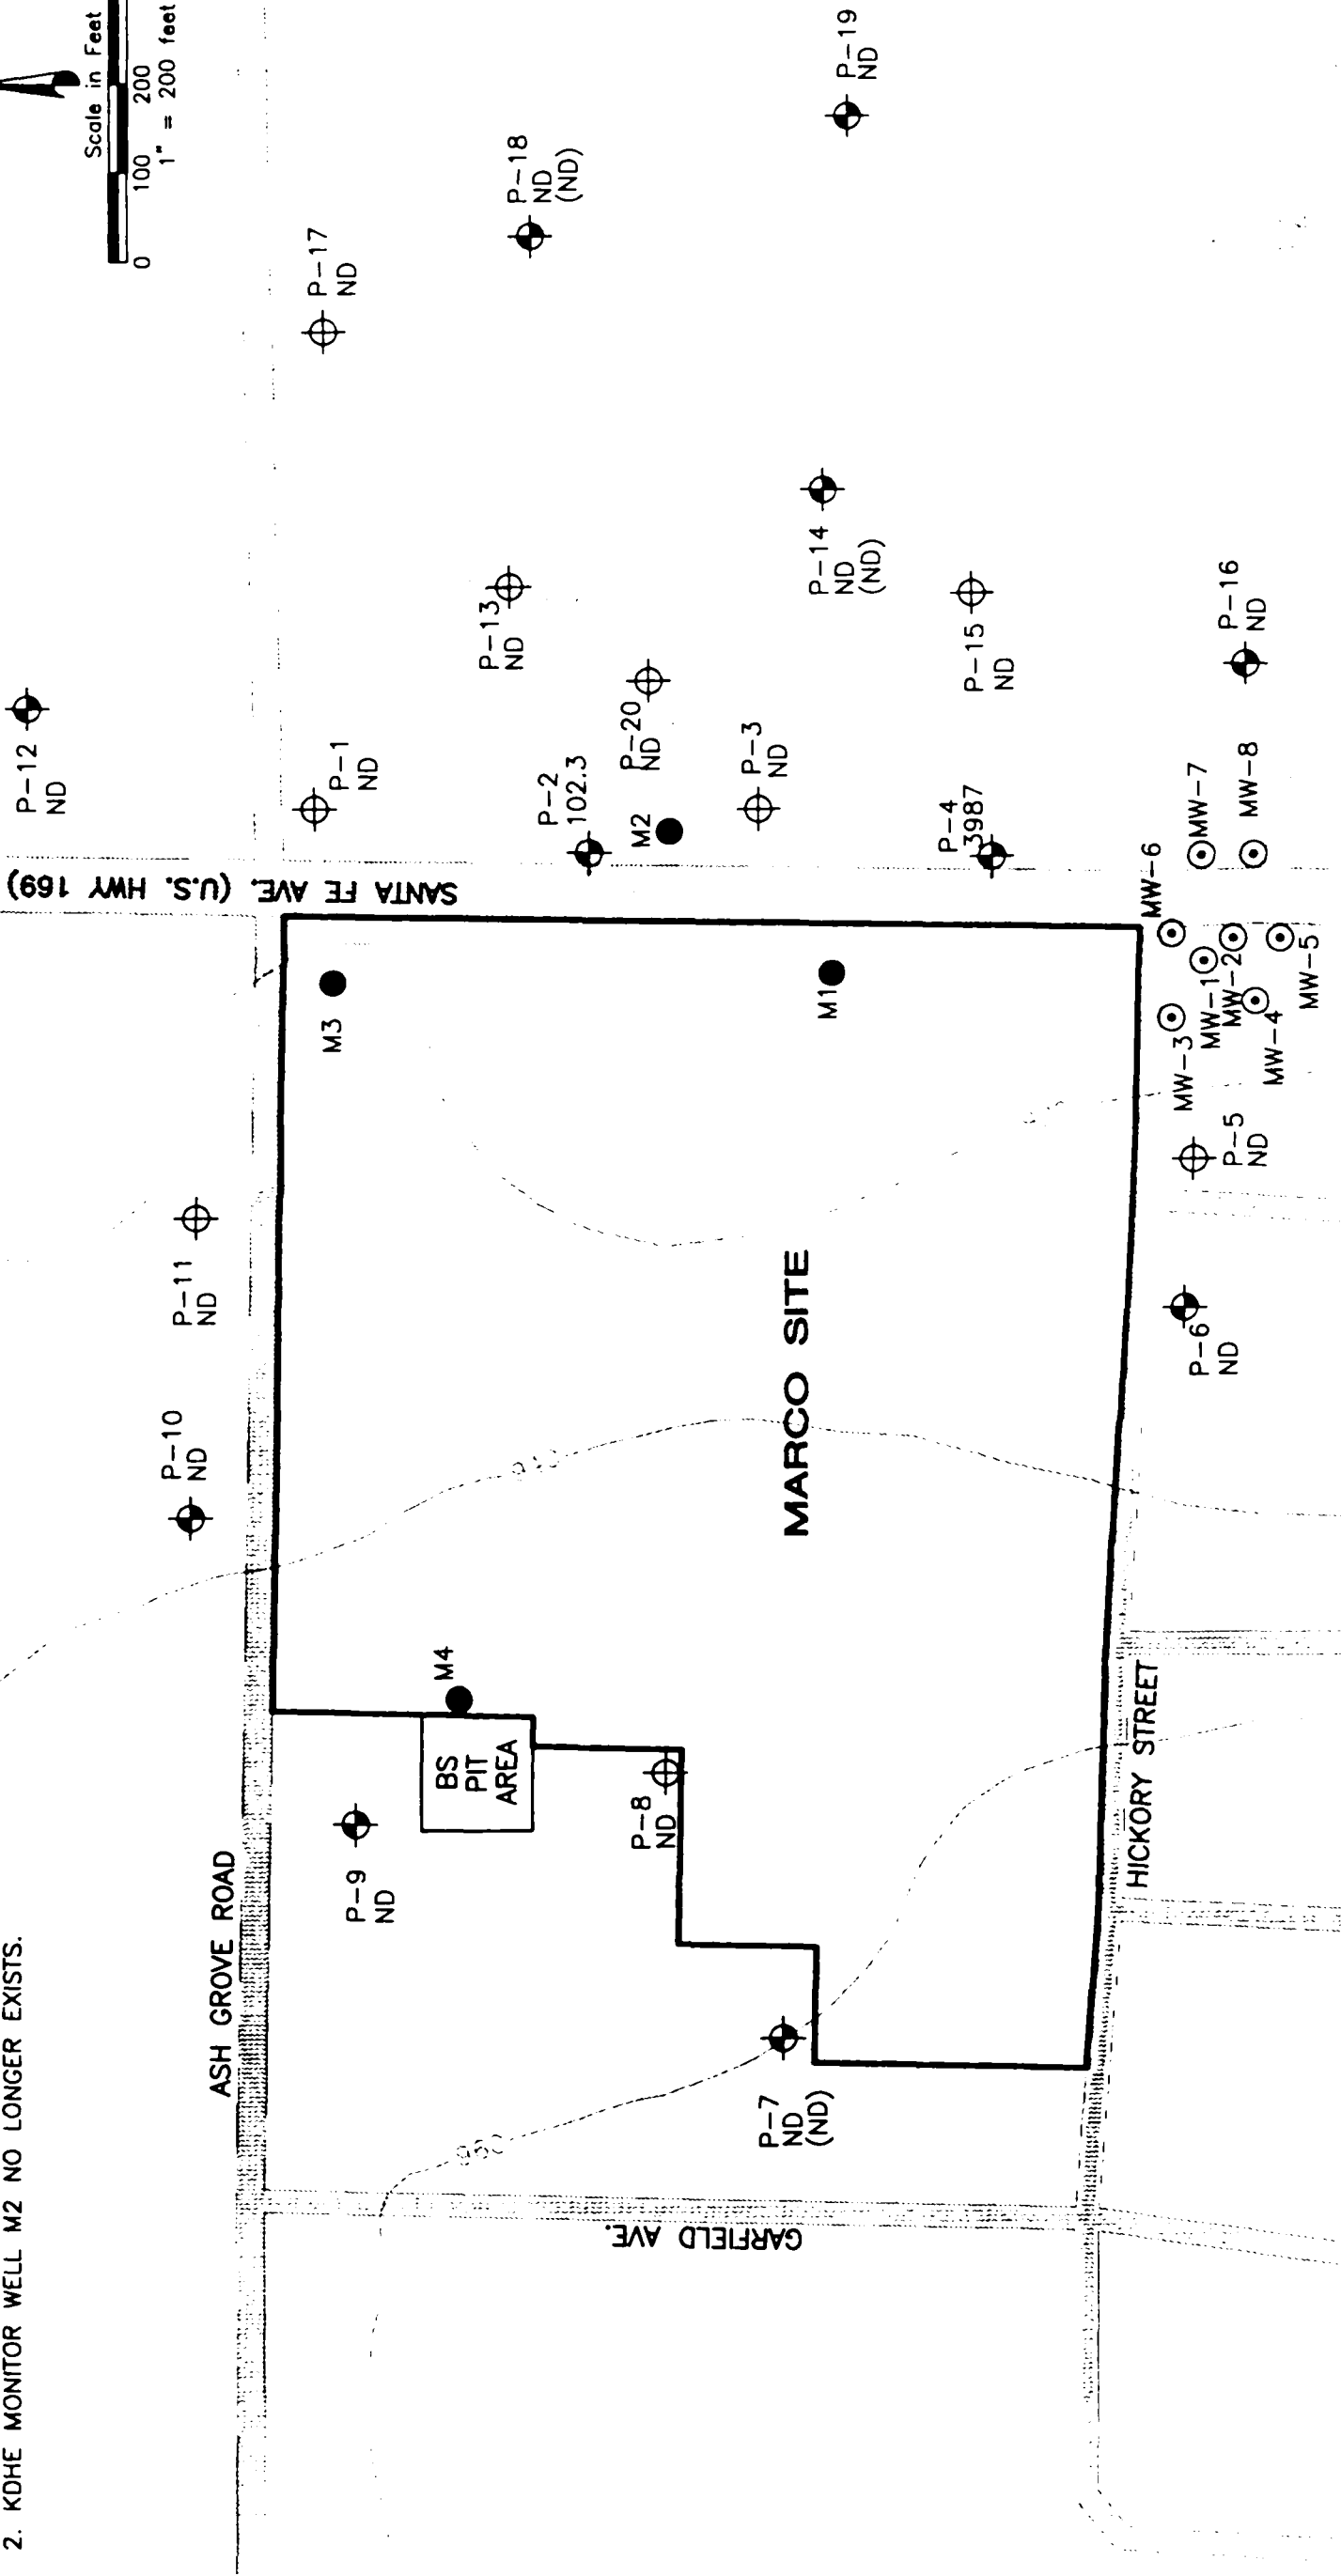 2. KDHE MONITOR WELL M2 NO LONGER EXISTS.
Scale in Feet
0 100 200
1" = 200 feet
P-12
ND
SANTA FE AVE. (U.S. HWY 169)
ASH GROVE ROAD
P-10
ND
P-11
ND
P-1
ND
P-17
ND
M3
P-9
ND
M4
BS
PIT
AREA
P-13
ND
P-18
ND
(ND)
P-2
102.3
M2
P-20
ND
P-8
ND
P-3
ND
GARFIELD AVE.
P-7
ND
(ND)
MARCO SITE
M1
P-14
ND
(ND)
P-19
ND
P-4
3987
P-15
ND
HICKORY STREET
P-6
ND
P-5
ND
MW-3
MW-1
MW-2
MW-4
MW-5
MW-6
MW-7
MW-8
P-16
ND